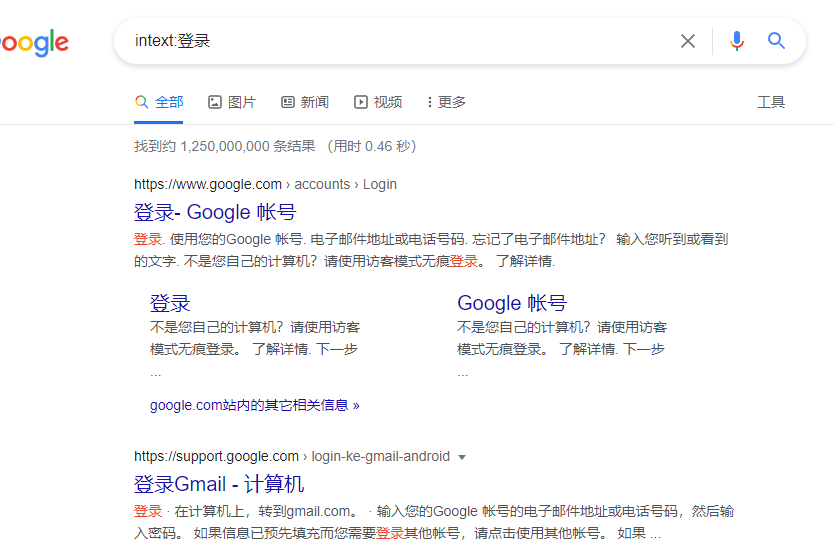 oogle
intext:登录
全部 图片 新闻 视频 更多 工具
找到约 1,250,000,000 条结果 （用时 0.46 秒）
https://www.google.com › accounts › Login
登录- Google 帐号
登录. 使用您的Google 帐号. 电子邮件地址或电话号码. 忘记了电子邮件地址？ 输入您听到或看到
的文字. 不是您自己的计算机？请使用访客模式无痕登录。 了解详情.
登录
不是您自己的计算机？请使用访客
模式无痕登录。 了解详情. 下一步
...
Google 帐号
不是您自己的计算机？请使用访客
模式无痕登录。 了解详情. 下一步
...
google.com站内的其它相关信息 »
https://support.google.com › login-ke-gmail-android
登录Gmail - 计算机
登录 · 在计算机上，转到gmail.com。 · 输入您的Google 帐号的电子邮件地址或电话号码，然后输
入密码。 如果信息已预先填充而您需要登录其他帐号，请点击使用其他帐号。 如果 ...